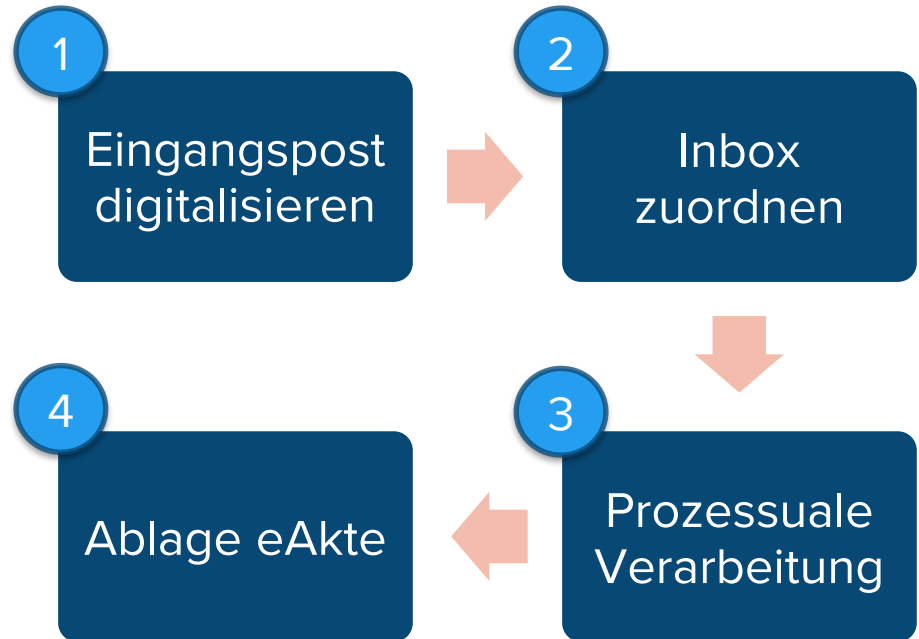 1
Eingangspost
digitalisieren
2
Inbox
zuordnen
3
Prozessuale
Verarbeitung
4
Ablage eAkte